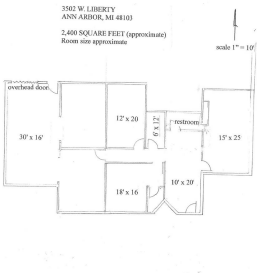 3502 W. LIBERTY
ANN ARBOR, MI 48103
2,400 SQUARE FEET (approximate)
Room size approximate
scale 1" = 10'
overhead door
30' x 16'
12' x 20
6' x 12'
restroom
15' x 25
18' x 16
10' x 20'